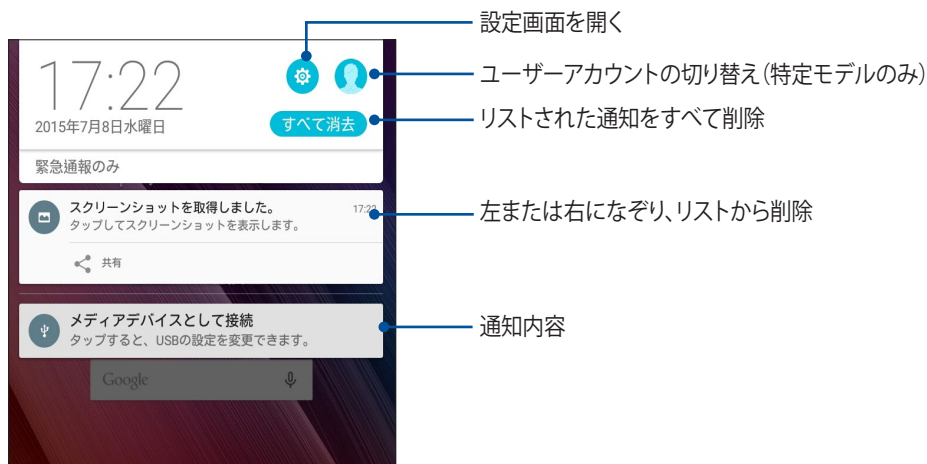 設定画面を開く
17:22
ユーザーアカウントの切り替え(特定モデルのみ)
2015年7月8日水曜日
すべて消去
リストされた通知をすべて削除
緊急通報のみ
スクリーンショットを取得しました。
17:22
タップしてスクリーンショットを表示します。
左または右になぞり、リストから削除
共有
メディアデバイスとして接続
タップすると、USBの設定を変更できます。
通知内容
Google